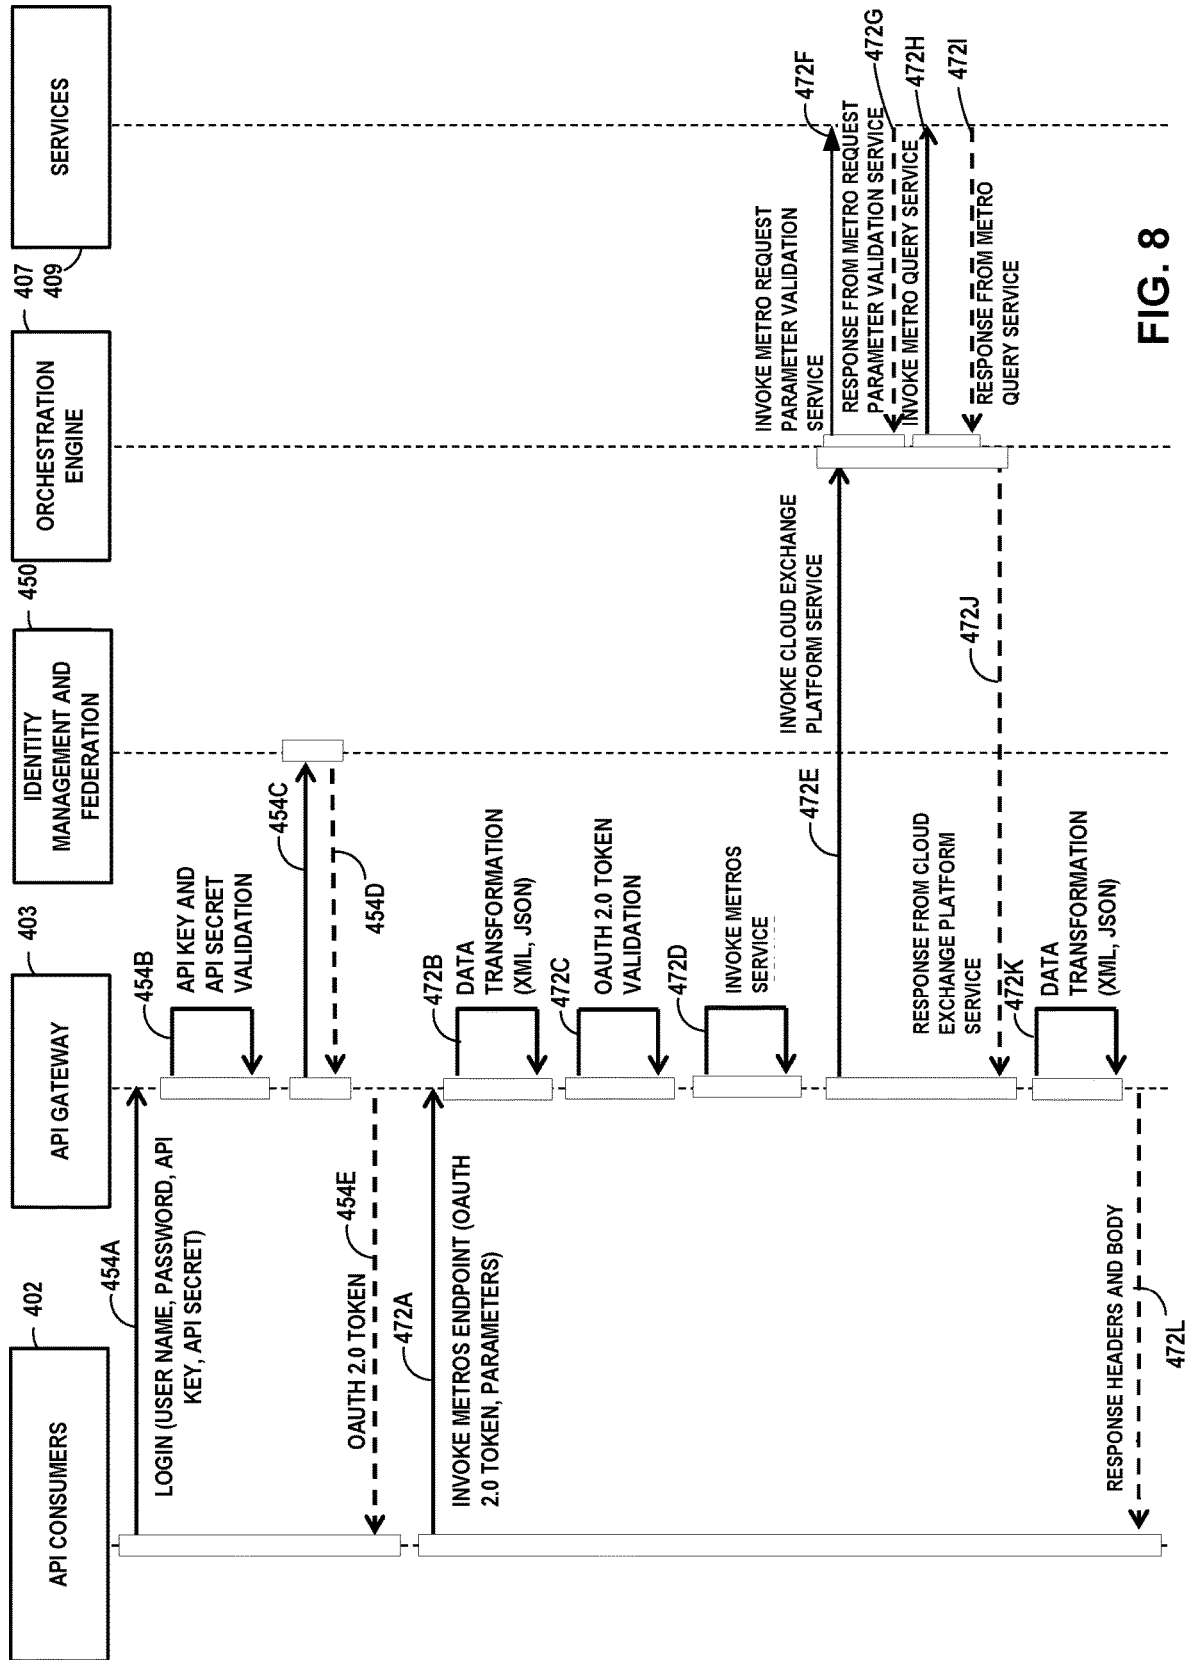 API CONSUMERS
402
API GATEWAY
403
IDENTITY
MANAGEMENT AND
FEDERATION
450
ORCHESTRATION
ENGINE
407
409
SERVICES
454A
LOGIN (USER NAME, PASSWORD, API
KEY, API SECRET)
454B
API KEY AND
API SECRET
VALIDATION
454C
454D
454E
OAUTH 2.0 TOKEN
472A
INVOKE METROS ENDPOINT (OAUTH
2.0 TOKEN, PARAMETERS)
472B
DATA
TRANSFORMATION
(XML, JSON)
472C
OAUTH 2.0 TOKEN
VALIDATION
472D
INVOKE METROS
SERVICE
472E
INVOKE CLOUD EXCHANGE
PLATFORM SERVICE
INVOKE METRO REQUEST
PARAMETER VALIDATION
SERVICE
472F
RESPONSE FROM METRO REQUEST
PARAMETER VALIDATION SERVICE
472G
INVOKE METRO QUERY SERVICE
472H
RESPONSE FROM METRO
QUERY SERVICE
472I
472J
RESPONSE FROM CLOUD
EXCHANGE PLATFORM
SERVICE
472K
DATA
TRANSFORMATION
(XML, JSON)
RESPONSE HEADERS AND BODY
472L
FIG. 8